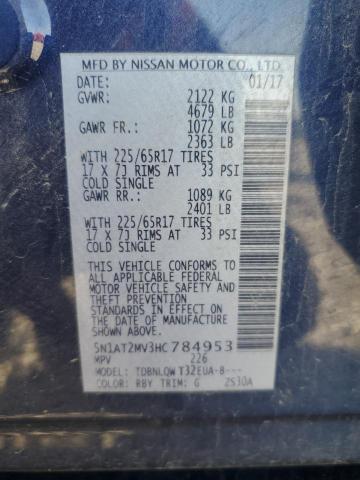 MFD BY NISSAN MOTOR CO., LTD.
DATE: 01/17
GVWR: 2122 KG
4679 LB
GAWR FR.: 1072 KG
2363 LB
WITH 225/65R17 TIRES
17 X 7J RIMS AT 33 PSI
COLD SINGLE
GAWR RR.: 1089 KG
2401 LB
WITH 225/65R17 TIRES
17 X 7J RIMS AT 33 PSI
COLD SINGLE
THIS VEHICLE CONFORMS TO
ALL APPLICABLE FEDERAL
MOTOR VEHICLE SAFETY
AND THEFT PREVENTION
STANDARDS IN EFFECT ON
THE DATE OF MANUFACTURE
SHOWN ABOVE.
5N1AT2MV3HC784953
MPV 226
MODEL: TDBNLQW T32EUA-B---
COLOR: RBY TRIM: G 2S30A